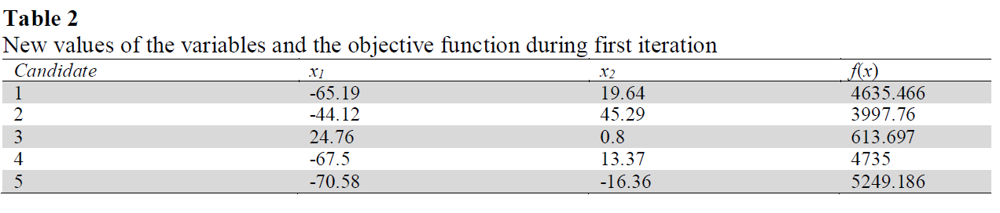 Table 2
New values of the variables and the objective function during first iteration
Candidate x1 x2 f(x)
1 -65.19 19.64 4635.466
2 -44.12 45.29 3997.76
3 24.76 0.8 613.697
4 -67.5 13.37 4735
5 -70.58 -16.36 5249.186